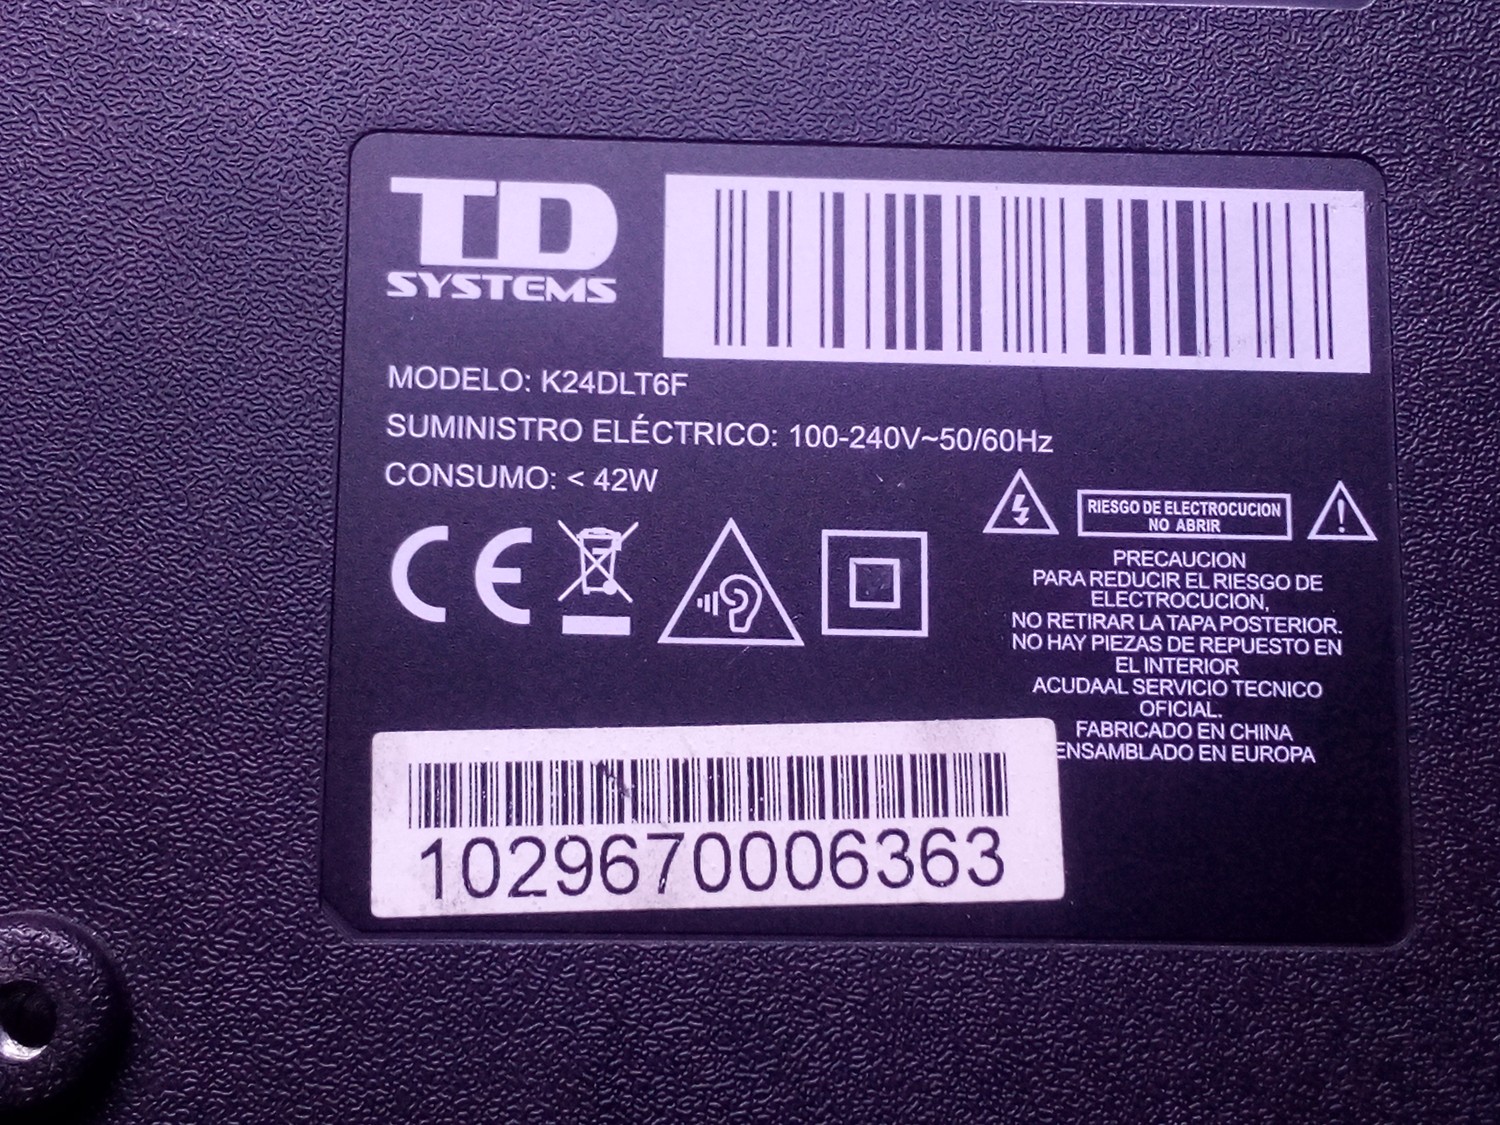 TD
SYSTEMS
MODELO: K24DLT6F
SUMINISTRO ELÉCTRICO: 100-240V~50/60Hz
CONSUMO: < 42W
CE
RIESGO DE ELECTROCUCION
NO ABRIR
PRECAUCION
PARA REDUCIR EL RIESGO DE
ELECTROCUCION,
NO RETIRAR LA TAPA POSTERIOR.
NO HAY PIEZAS DE REPUESTO EN
EL INTERIOR
ACUDAAL SERVICIO TECNICO
OFICIAL.
FABRICADO EN CHINA
ENSAMBLADO EN EUROPA
1029670006363